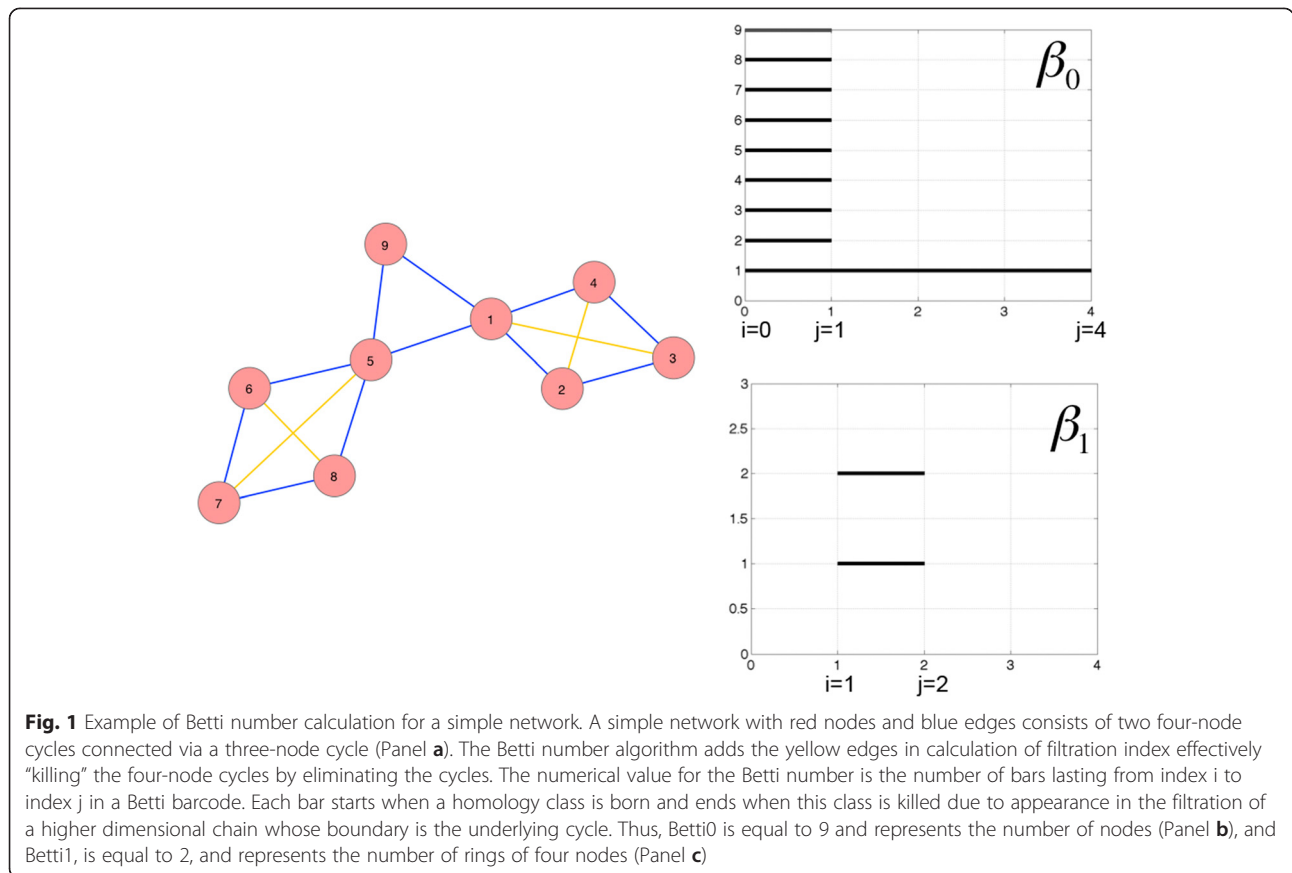 9
4
1
3
5
2
6
8
7
9
8
7
6
5
4
3
2
1
0
β₀
0 1 2 3 4
i=0 j=1 j=4
3
2.5
2
1.5
1
0.5
0
β₁
0 1 2 3 4
i=1 j=2
Fig. 1 Example of Betti number calculation for a simple network. A simple network with red nodes and blue edges consists of two four-node
cycles connected via a three-node cycle (Panel a). The Betti number algorithm adds the yellow edges in calculation of filtration index effectively
“killing” the four-node cycles by eliminating the cycles. The numerical value for the Betti number is the number of bars lasting from index i to
index j in a Betti barcode. Each bar starts when a homology class is born and ends when this class is killed due to appearance in the filtration of
a higher dimensional chain whose boundary is the underlying cycle. Thus, Betti0 is equal to 9 and represents the number of nodes (Panel b), and
Betti1, is equal to 2, and represents the number of rings of four nodes (Panel c)